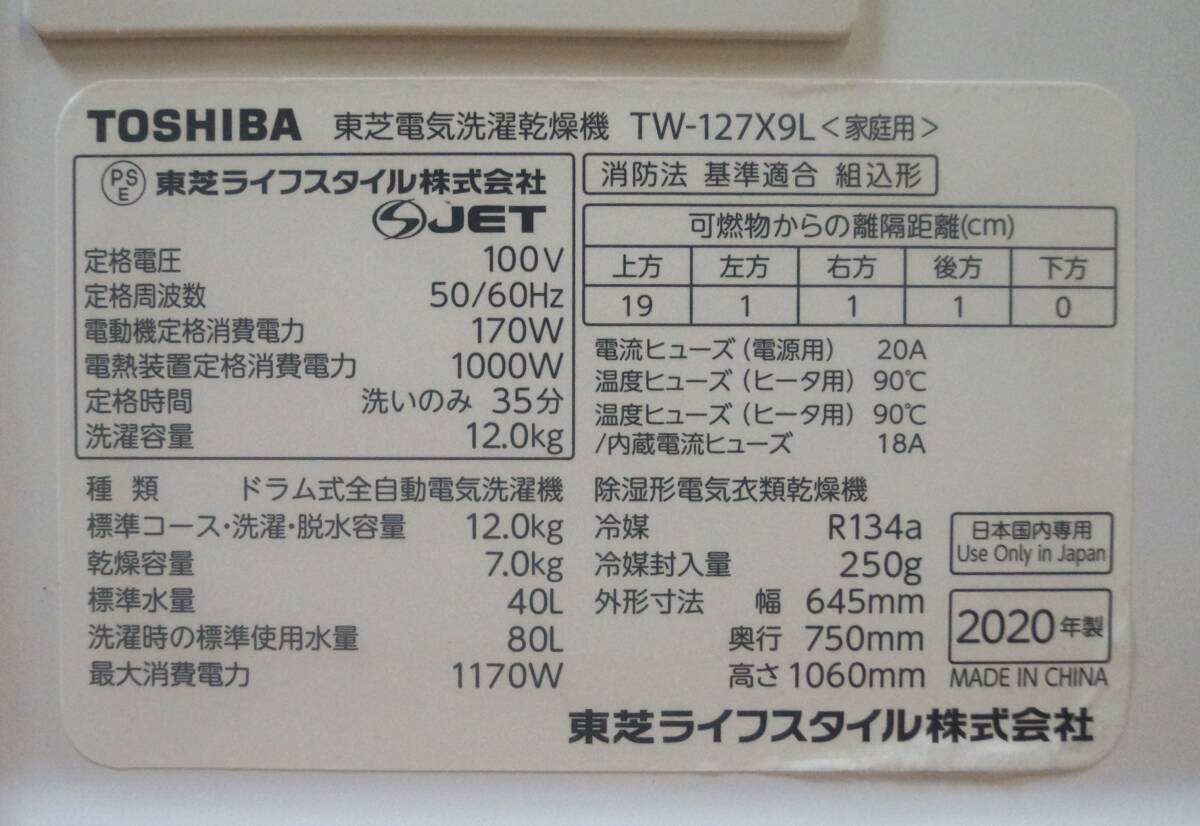 TOSHIBA 東芝電気洗濯乾燥機 TW-127X9L<家庭用>
PSE 東芝ライフスタイル株式会社
JET
定格電圧 100V
定格周波数 50/60Hz
電動機定格消費電力 170W
電熱装置定格消費電力 1000W
定格時間 洗いのみ 35分
洗濯容量 12.0kg
消防法 基準適合 組込形
可燃物からの離隔距離(cm)
上方 左方 右方 後方 下方
19 1 1 1 0
電流ヒューズ(電源用) 20A
温度ヒューズ(ヒータ用) 90℃
温度ヒューズ(ヒータ用) 90℃
/内蔵電流ヒューズ 18A
種 類 ドラム式全自動電気洗濯機
標準コース・洗濯・脱水容量 12.0kg
乾燥容量 7.0kg
標準水量 40L
洗濯時の標準使用水量 80L
最大消費電力 1170W
除湿形電気衣類乾燥機
冷媒 R134a
冷媒封入量 250g
外形寸法 幅 645mm
奥行 750mm
高さ 1060mm
日本国内専用
Use Only in Japan
2020年製
MADE IN CHINA
東芝ライフスタイル株式会社